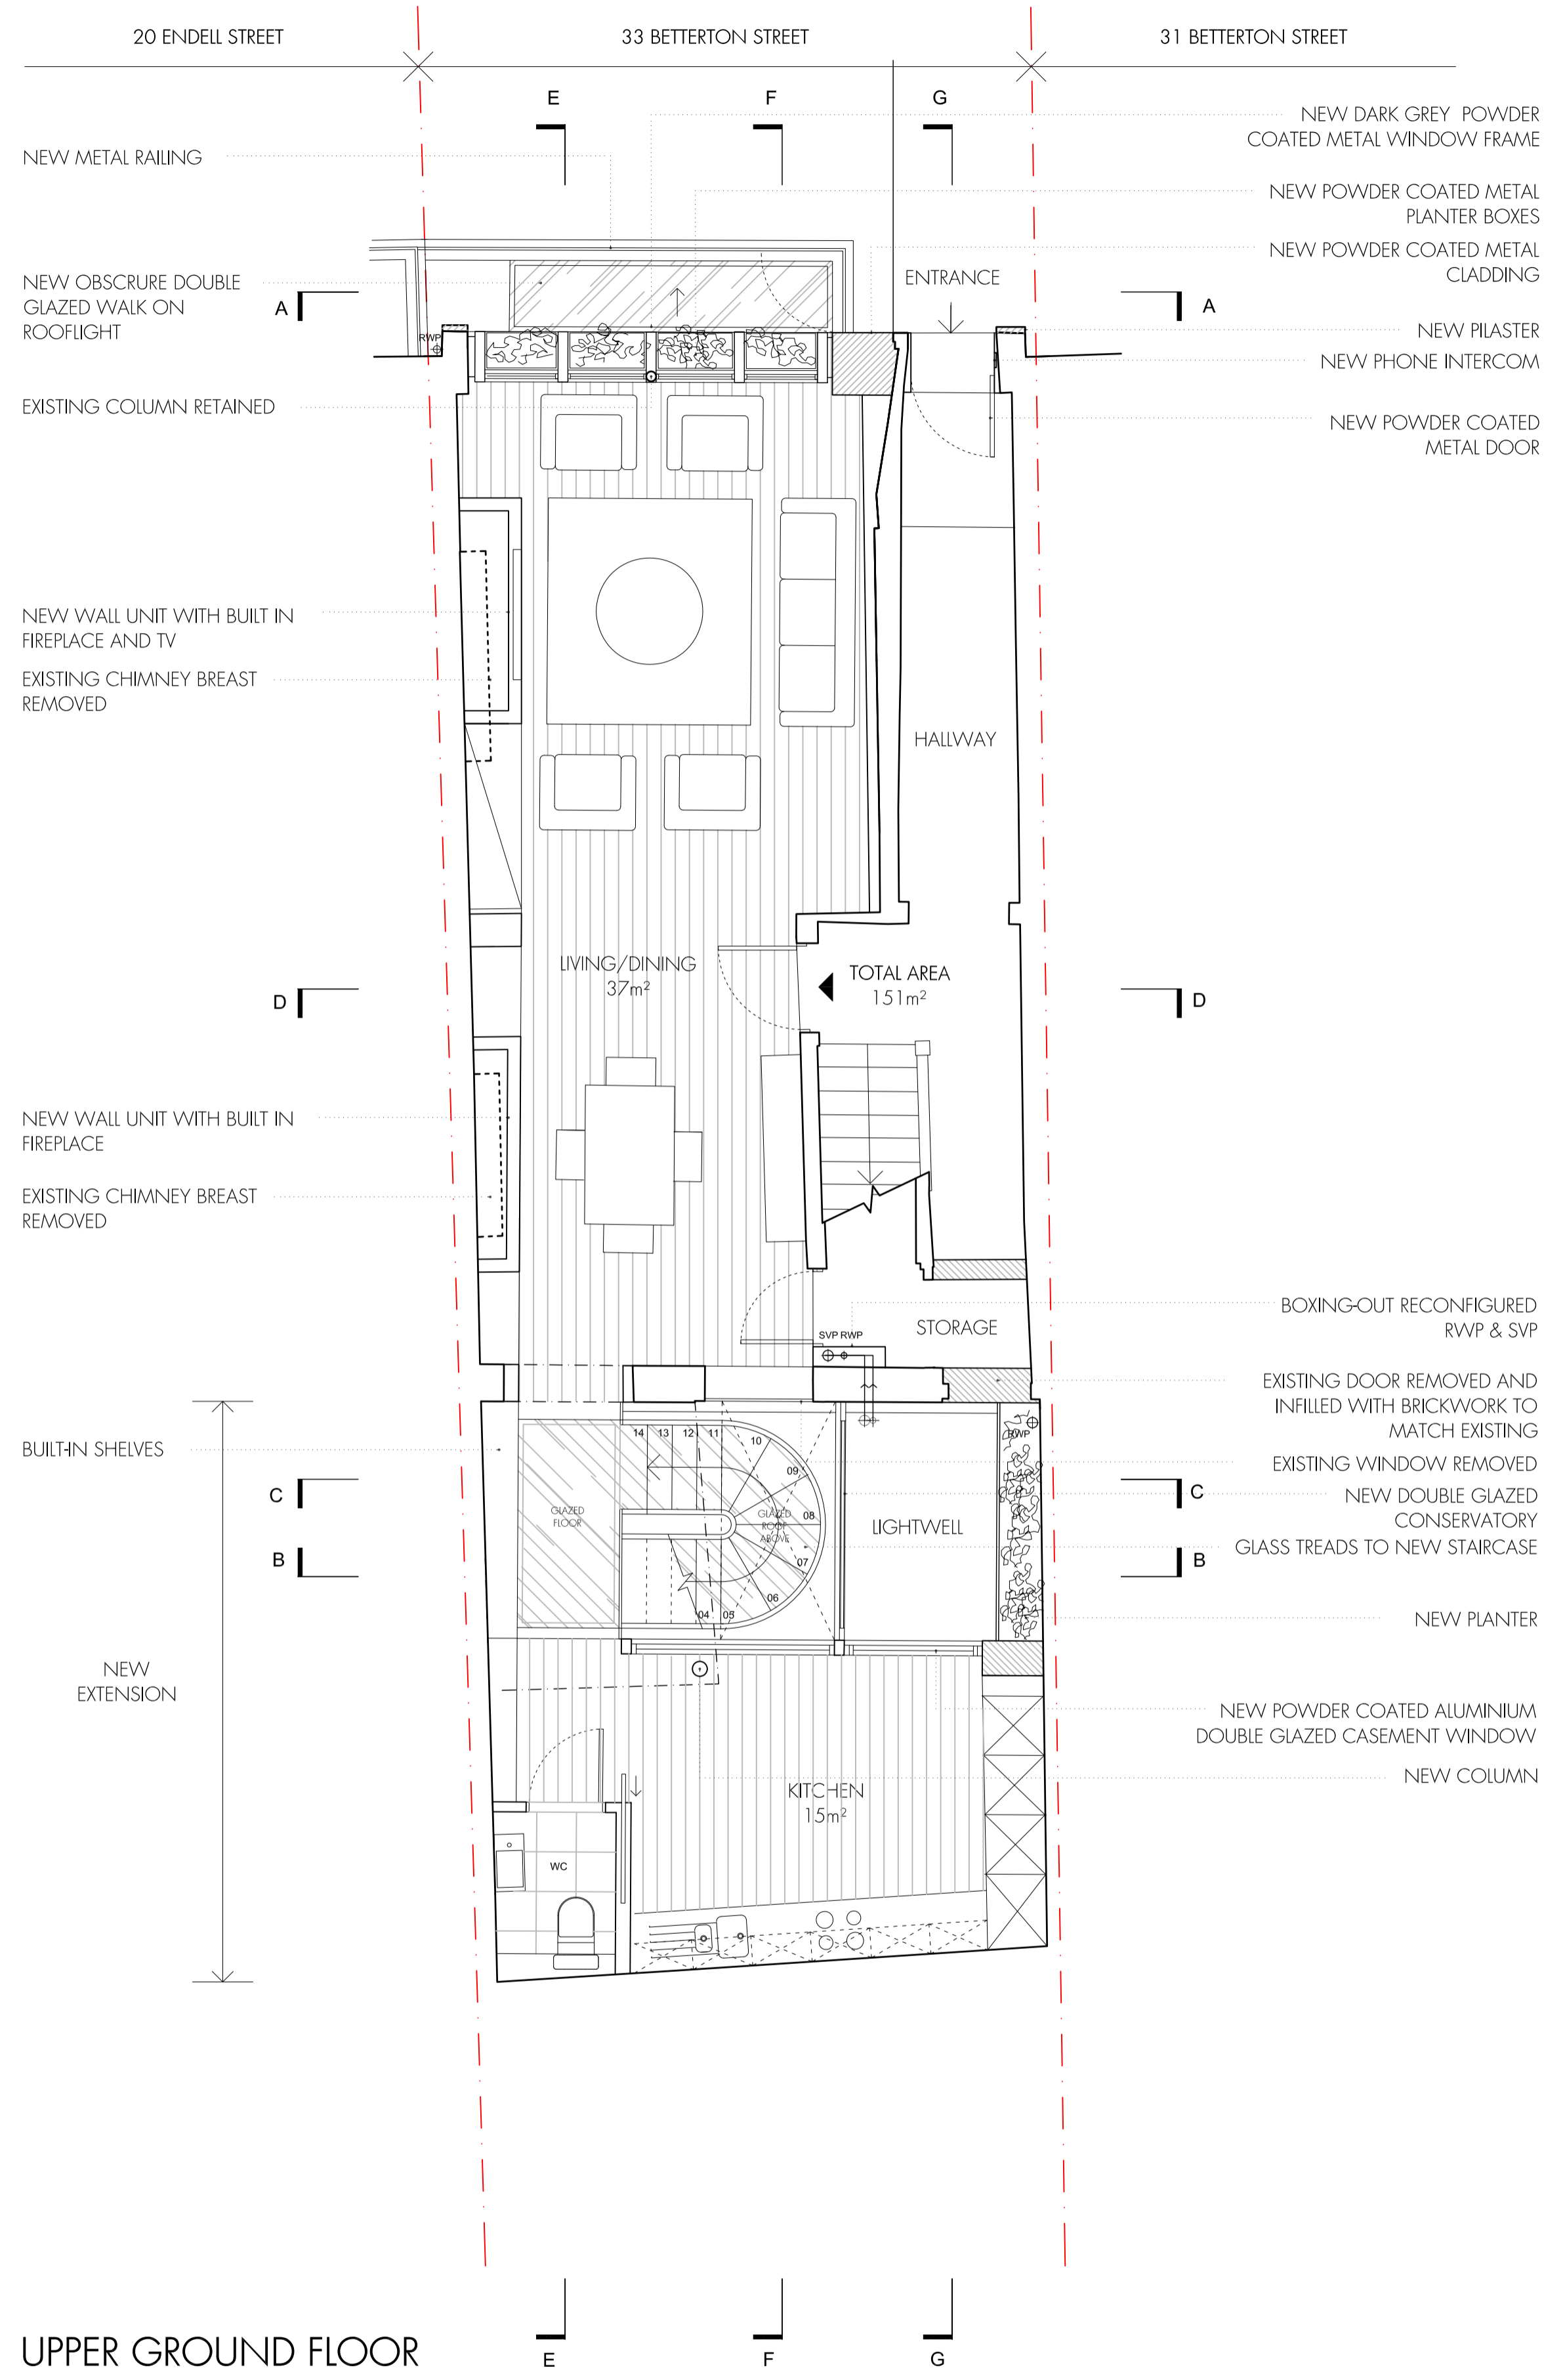 20 ENDELL STREET
33 BETTERTON STREET
31 BETTERTON STREET
E
F
G
NEW METAL RAILING
NEW DARK GREY POWDER
COATED METAL WINDOW FRAME
NEW POWDER COATED METAL
PLANTER BOXES
NEW POWDER COATED METAL
CLADDING
NEW OBSCRURE DOUBLE
GLAZED WALK ON
ROOFLIGHT
A
ENTRANCE
A
RWP
NEW PILASTER
NEW PHONE INTERCOM
EXISTING COLUMN RETAINED
NEW POWDER COATED
METAL DOOR
NEW WALL UNIT WITH BUILT IN
FIREPLACE AND TV
EXISTING CHIMNEY BREAST
REMOVED
HALLWAY
LIVING/DINING
37m²
TOTAL AREA
151m²
D
D
NEW WALL UNIT WITH BUILT IN
FIREPLACE
EXISTING CHIMNEY BREAST
REMOVED
STORAGE
SVP RWP
BOXING-OUT RECONFIGURED
RWP & SVP
EXISTING DOOR REMOVED AND
INFILLED WITH BRICKWORK TO
MATCH EXISTING
BUILT-IN SHELVES
14 13 12 11
10
09
08
07
06
05
04
RWP
EXISTING WINDOW REMOVED
C
C
NEW DOUBLE GLAZED
CONSERVATORY
GLAZED
FLOOR
GLAZED
ROOF
ABOVE
LIGHTWELL
GLASS TREADS TO NEW STAIRCASE
B
B
NEW PLANTER
NEW
EXTENSION
NEW POWDER COATED ALUMINIUM
DOUBLE GLAZED CASEMENT WINDOW
NEW COLUMN
KITCHEN
15m²
WC
UPPER GROUND FLOOR
E
F
G